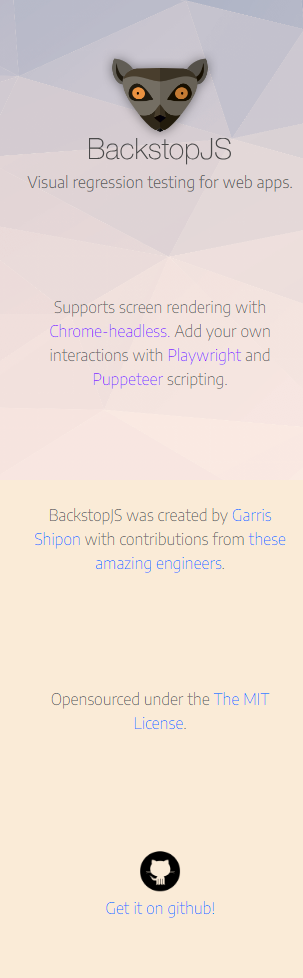 BackstopJS
Visual regression testing for web apps.
Supports screen rendering with
Chrome-headless. Add your own
interactions with Playwright and
Puppeteer scripting.
BackstopJS was created by Garris
Shipon with contributions from these
amazing engineers.
Opensourced under the The MIT
License.
Get it on github!